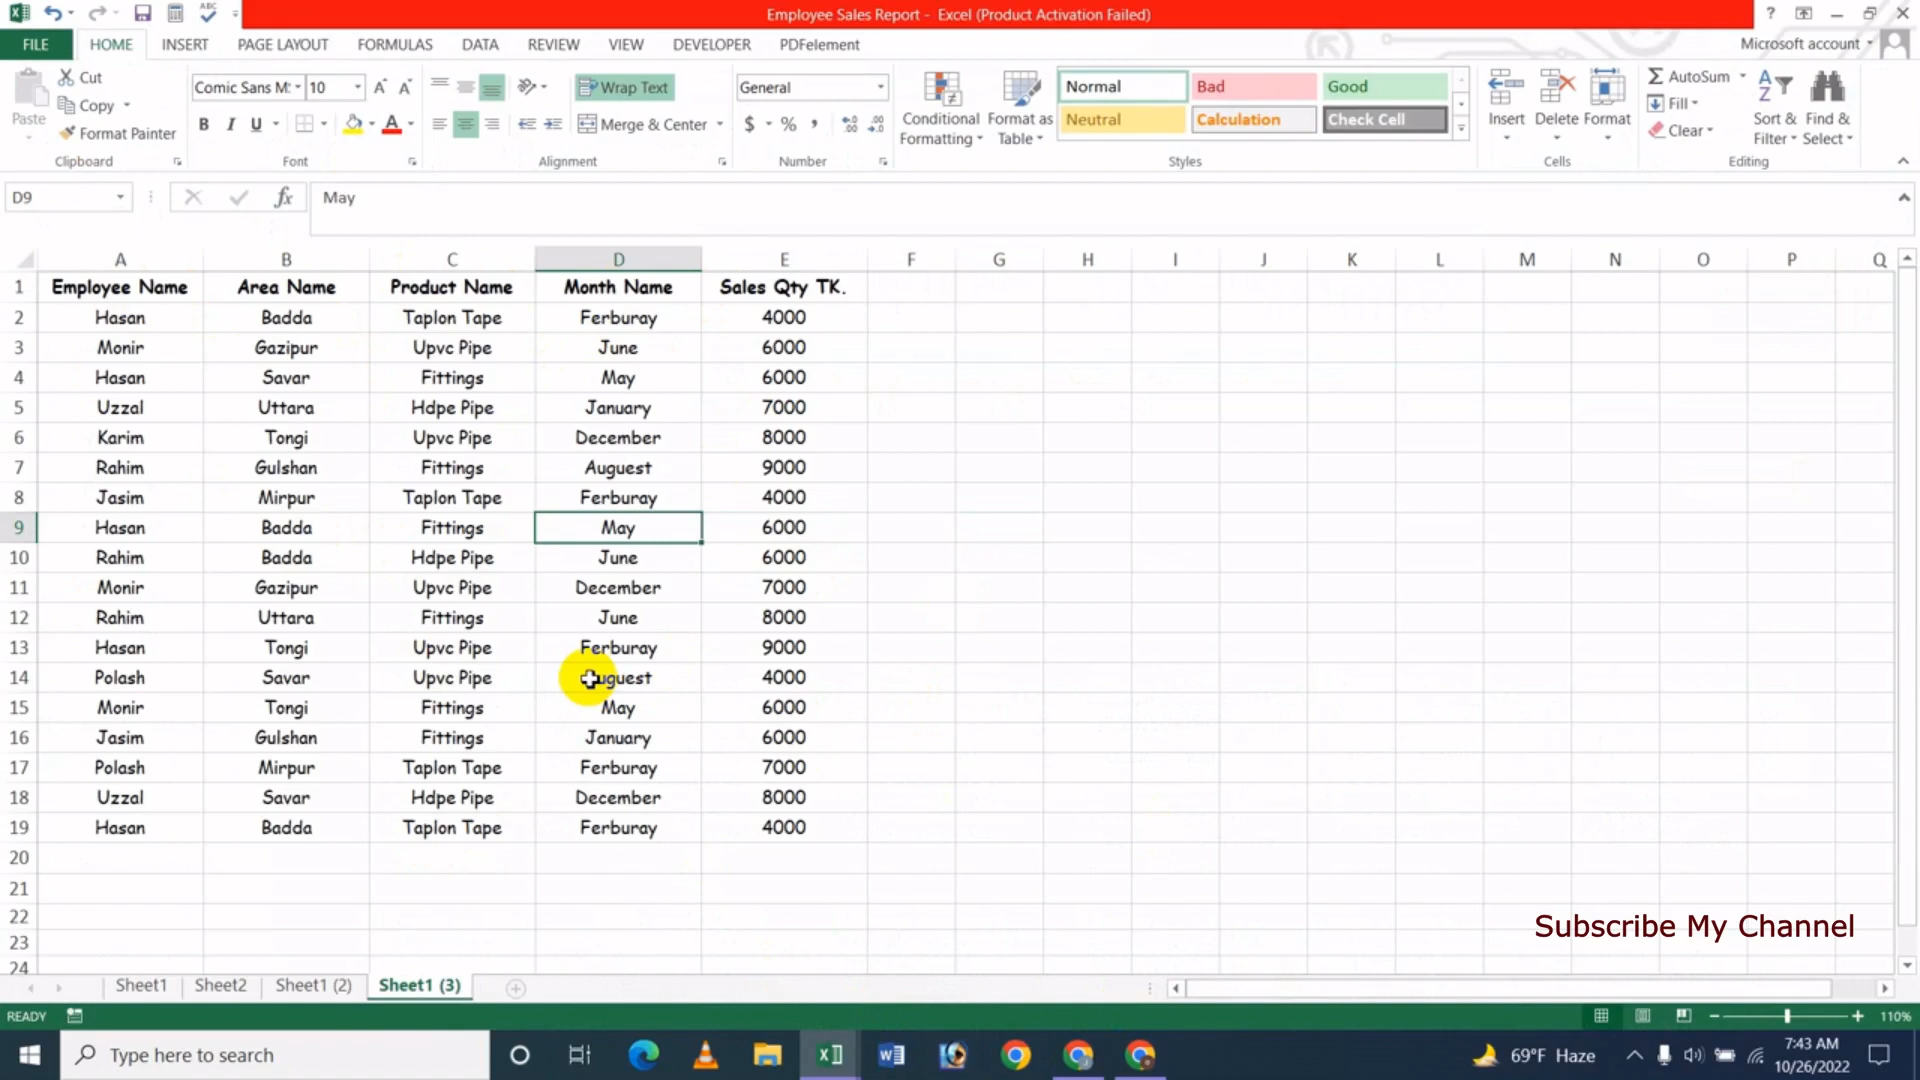 Employee Sales Report - Excel (Product Activation Failed)
FILE HOME INSERT PAGE LAYOUT FORMULAS DATA REVIEW VIEW DEVELOPER PDFelement Microsoft account
Cut
Copy
Format Painter
Paste
Clipboard
Comic Sans M: 10
B I U
Font
Wrap Text
Merge & Center
Alignment
General
$ % ,
Number
Conditional Formatting
Format as Table
Normal Bad Good
Neutral Calculation Check Cell
Styles
Insert Delete Format
Cells
AutoSum
Fill
Clear
Sort & Filter
Find & Select
Editing
D9 fx May
A B C D E F G H I J K L M N O P Q
1 Employee Name Area Name Product Name Month Name Sales Qty TK.
2 Hasan Badda Taplon Tape Ferburay 4000
3 Monir Gazipur Upvc Pipe June 6000
4 Hasan Savar Fittings May 6000
5 Uzzal Uttara Hdpe Pipe January 7000
6 Karim Tongi Upvc Pipe December 8000
7 Rahim Gulshan Fittings Auguest 9000
8 Jasim Mirpur Taplon Tape Ferburay 4000
9 Hasan Badda Fittings May 6000
10 Rahim Badda Hdpe Pipe June 6000
11 Monir Gazipur Upvc Pipe December 7000
12 Rahim Uttara Fittings June 8000
13 Hasan Tongi Upvc Pipe Ferburay 9000
14 Polash Savar Upvc Pipe Auguest 4000
15 Monir Tongi Fittings May 6000
16 Jasim Gulshan Fittings January 6000
17 Polash Mirpur Taplon Tape Ferburay 7000
18 Uzzal Savar Hdpe Pipe December 8000
19 Hasan Badda Taplon Tape Ferburay 4000
20
21
22
23
24
Subscribe My Channel
Sheet1 Sheet2 Sheet1 (2) Sheet1 (3)
READY 110%
Type here to search
69°F Haze
7:43 AM
10/26/2022